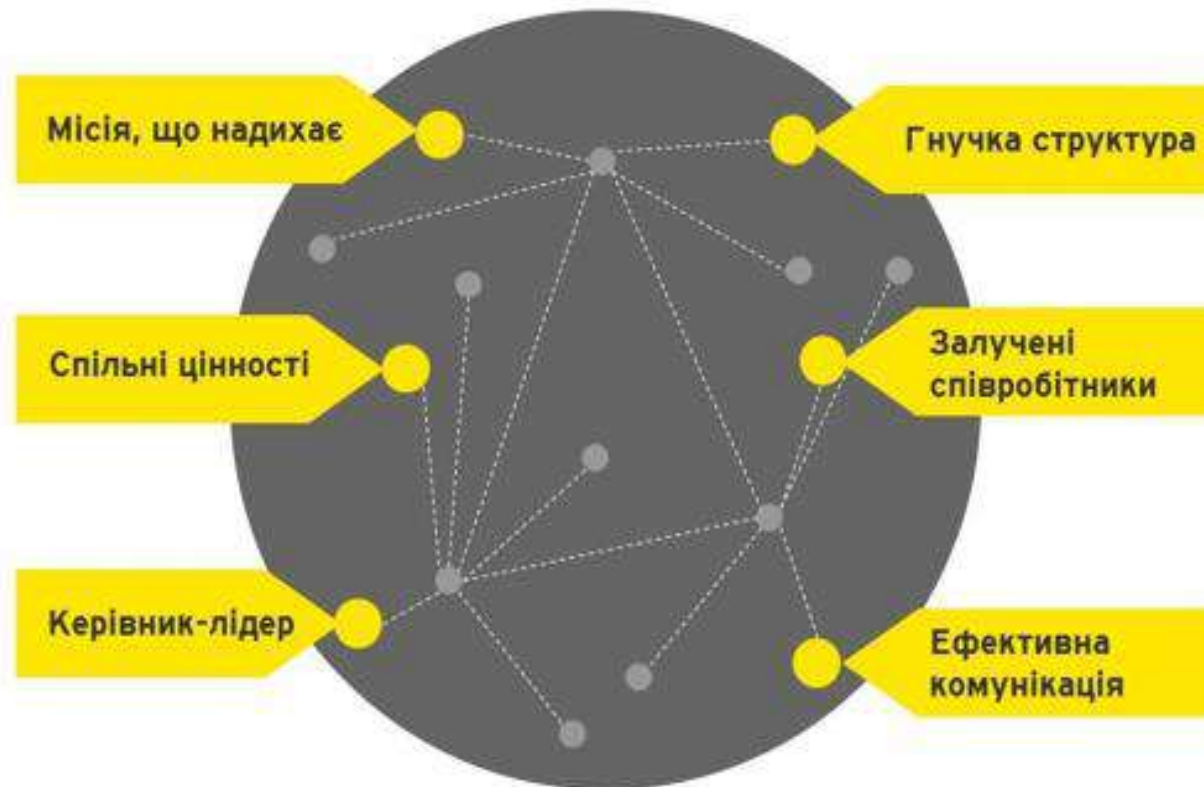 Місія, що надихає
Гнучка структура
Спільні цінності
Залучені
співробітники
Керівник-лідер
Ефективна
комунікація